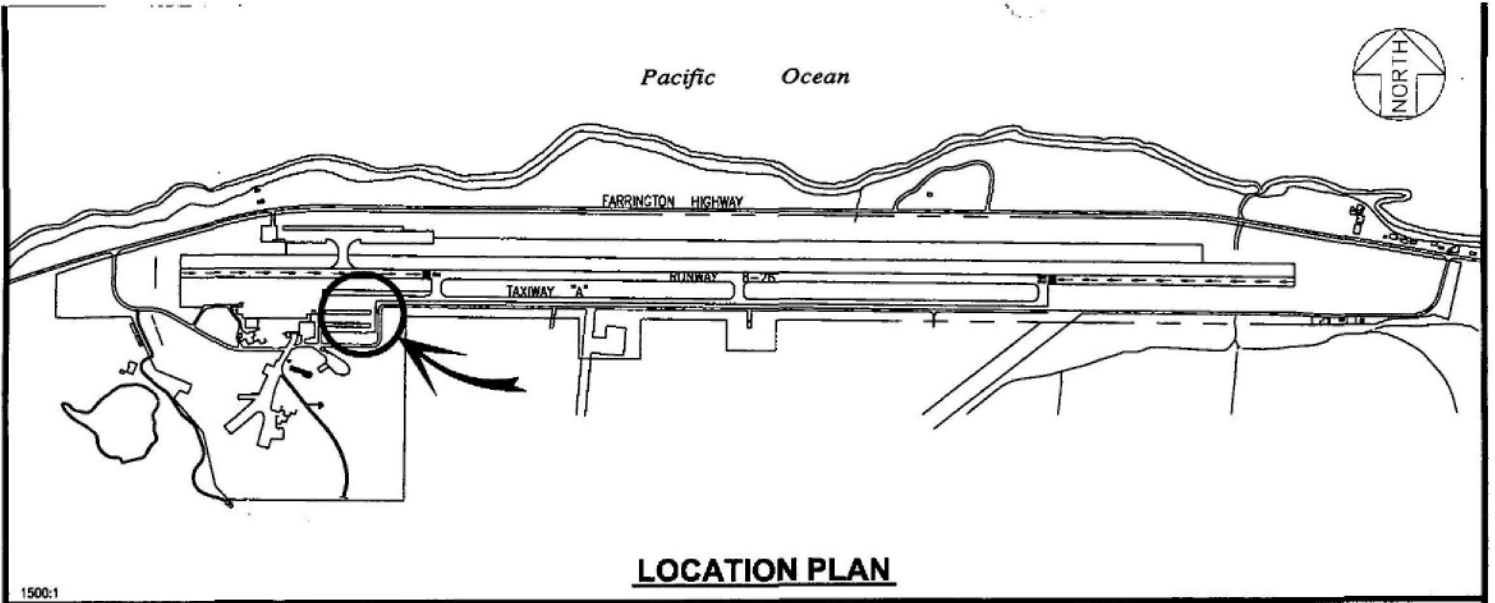 Pacific Ocean
NORTH
FARRINGTON HIGHWAY
RUNWAY 8-26
TAXIWAY "A"
LOCATION PLAN
1500:1